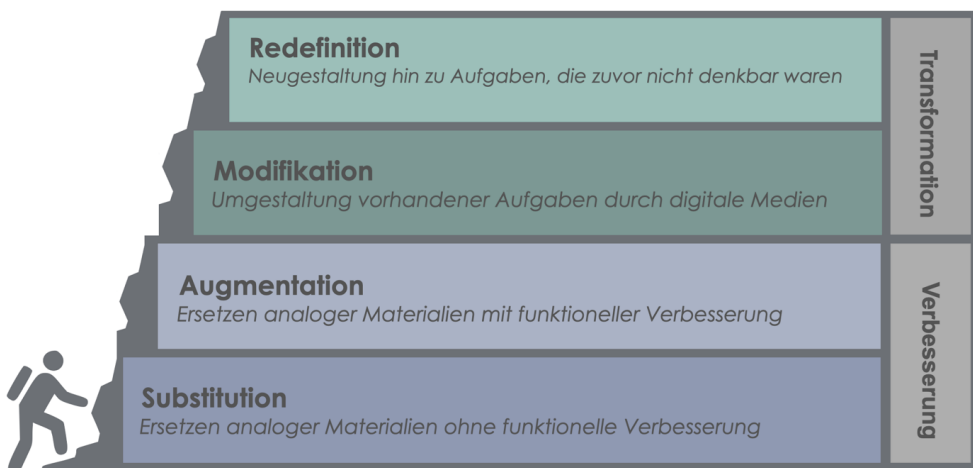 Redefinition
Neugestaltung hin zu Aufgaben, die zuvor nicht denkbar waren
Modifikation
Umgestaltung vorhandener Aufgaben durch digitale Medien
Transformation
Augmentation
Ersetzen analoger Materialien mit funktioneller Verbesserung
Substitution
Ersetzen analoger Materialien ohne funktionelle Verbesserung
Verbesserung